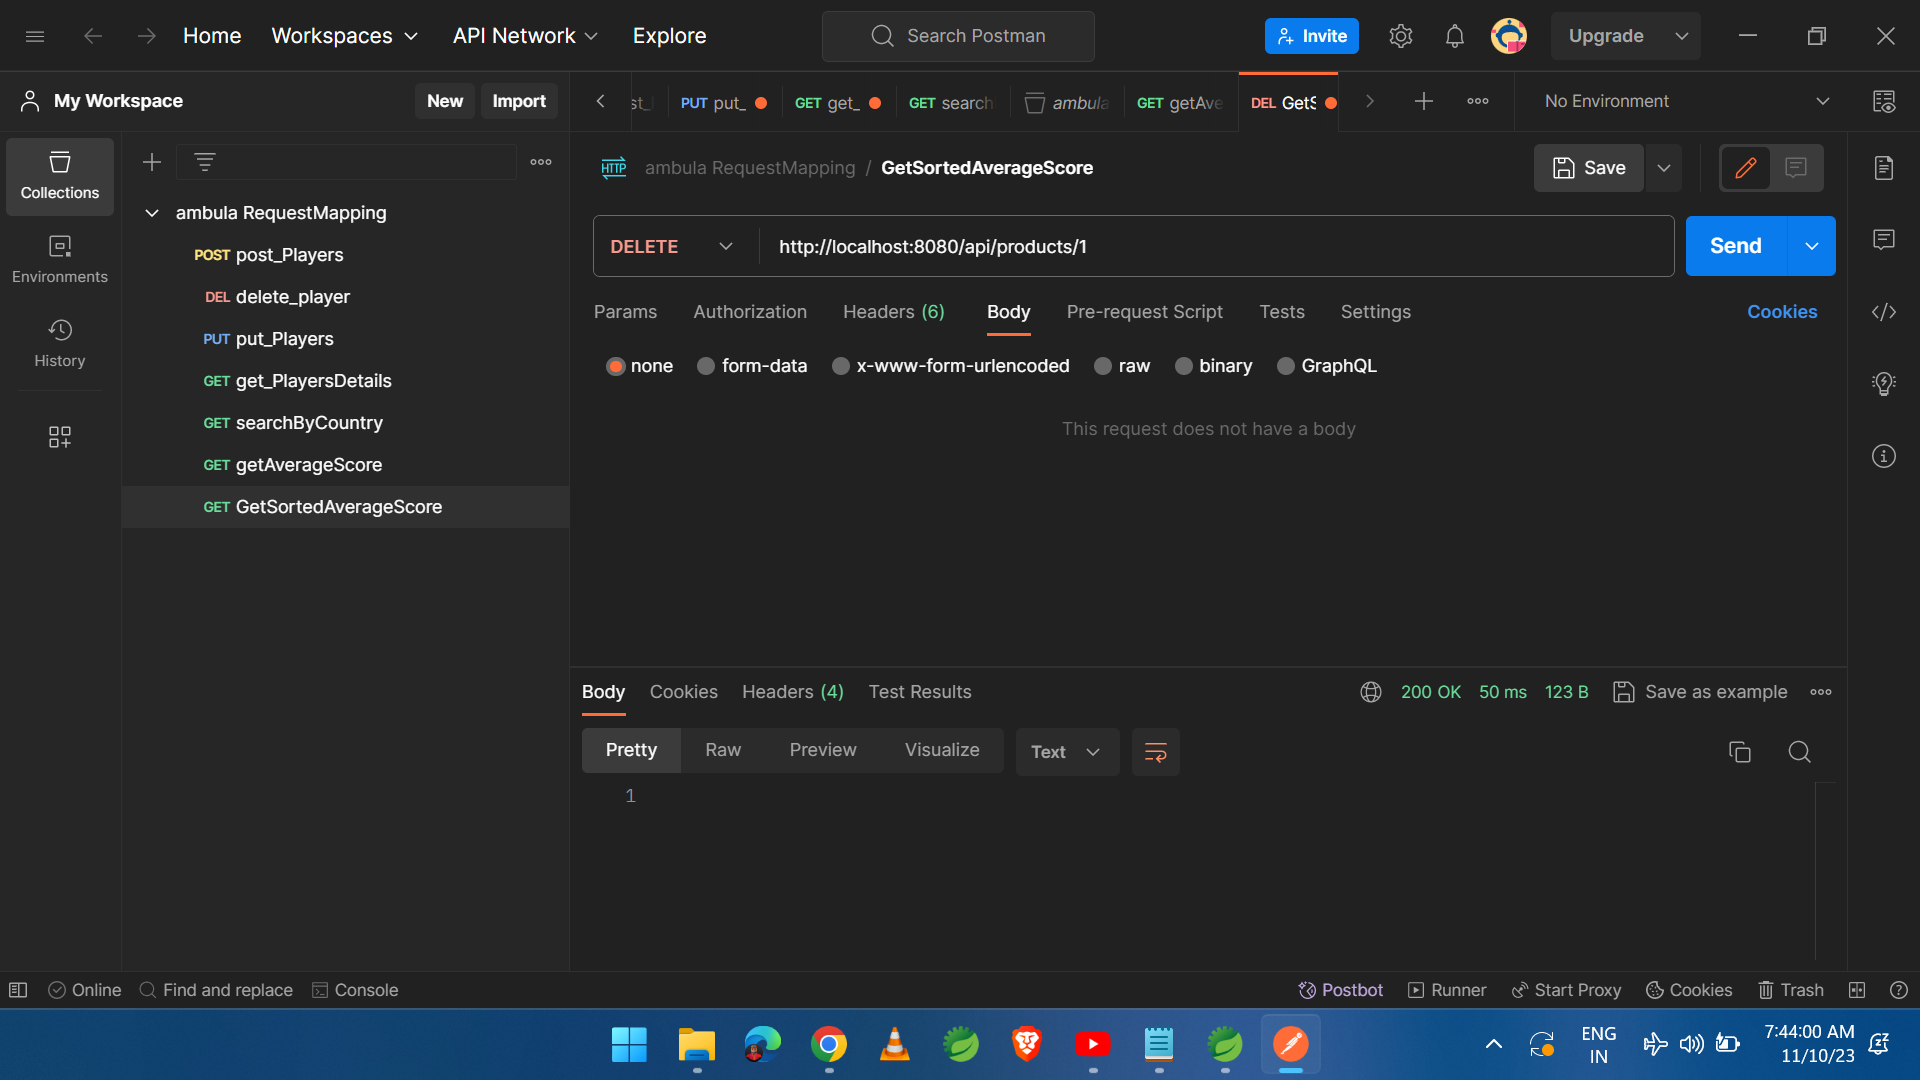 Home
Workspaces
API Network
Explore
Search Postman
Invite
Upgrade
My Workspace
New
Import
PUT put_
GET get_
GET search
ambula
GET getAve
DEL GetS
No Environment
Collections
Environments
History
ambula RequestMapping
POST post_Players
DEL delete_player
PUT put_Players
GET get_PlayersDetails
GET searchByCountry
GET getAverageScore
GET GetSortedAverageScore
HTTP ambula RequestMapping / GetSortedAverageScore
Save
DELETE
http://localhost:8080/api/products/1
Send
Params
Authorization
Headers (6)
Body
Pre-request Script
Tests
Settings
Cookies
none
form-data
x-www-form-urlencoded
raw
binary
GraphQL
This request does not have a body
Body
Cookies
Headers (4)
Test Results
200 OK
50 ms
123 B
Save as example
Pretty
Raw
Preview
Visualize
Text
1
Online
Find and replace
Console
Postbot
Runner
Start Proxy
Cookies
Trash
ENG
IN
7:44:00 AM
11/10/23